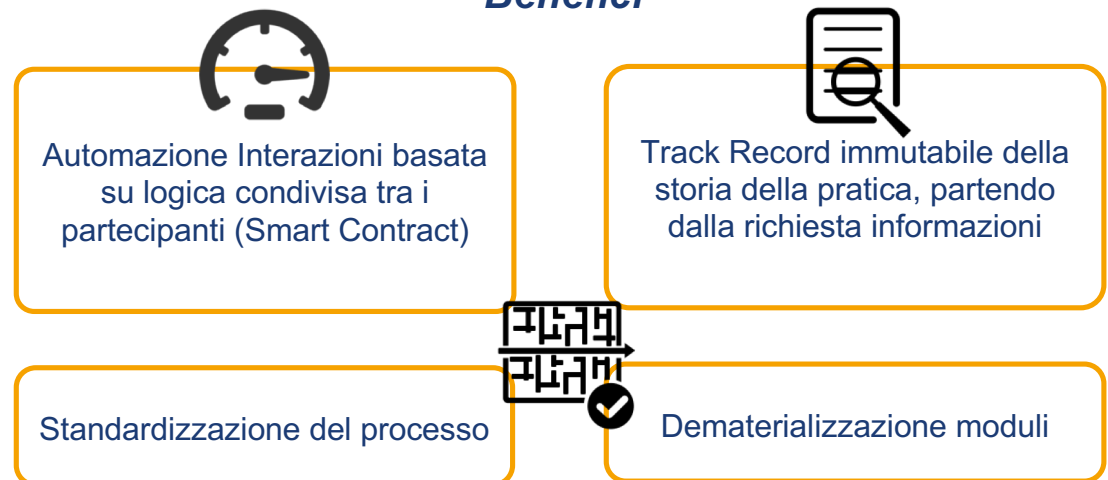 Benefici
Automazione Interazioni basata
su logica condivisa tra i
partecipanti (Smart Contract)
Track Record immutabile della
storia della pratica, partendo
dalla richiesta informazioni
Standardizzazione del processo
Dematerializzazione moduli